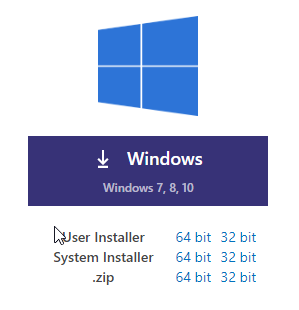 Windows
Windows 7, 8, 10
User Installer 64 bit 32 bit
System Installer 64 bit 32 bit
.zip 64 bit 32 bit